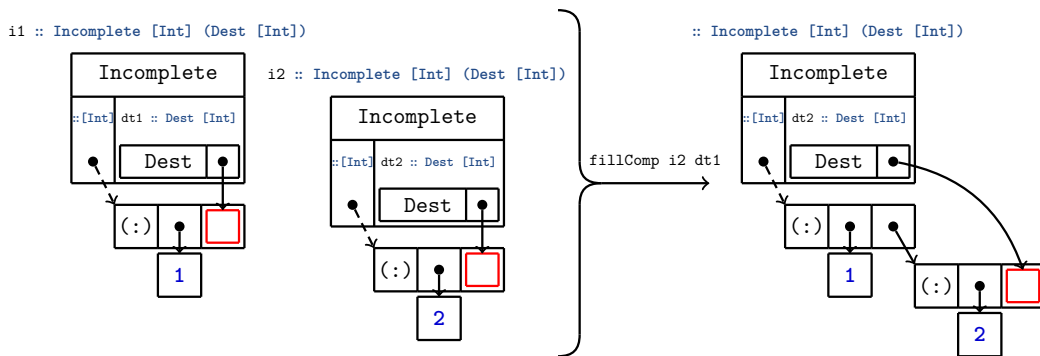 i1 :: Incomplete [Int] (Dest [Int])
Incomplete
::[Int] dt1 :: Dest [Int]
Dest
(:)
1
i2 :: Incomplete [Int] (Dest [Int])
Incomplete
::[Int] dt2 :: Dest [Int]
Dest
(:)
2
fillComp i2 dt1
:: Incomplete [Int] (Dest [Int])
Incomplete
::[Int] dt2 :: Dest [Int]
Dest
(:)
1
(:)
2